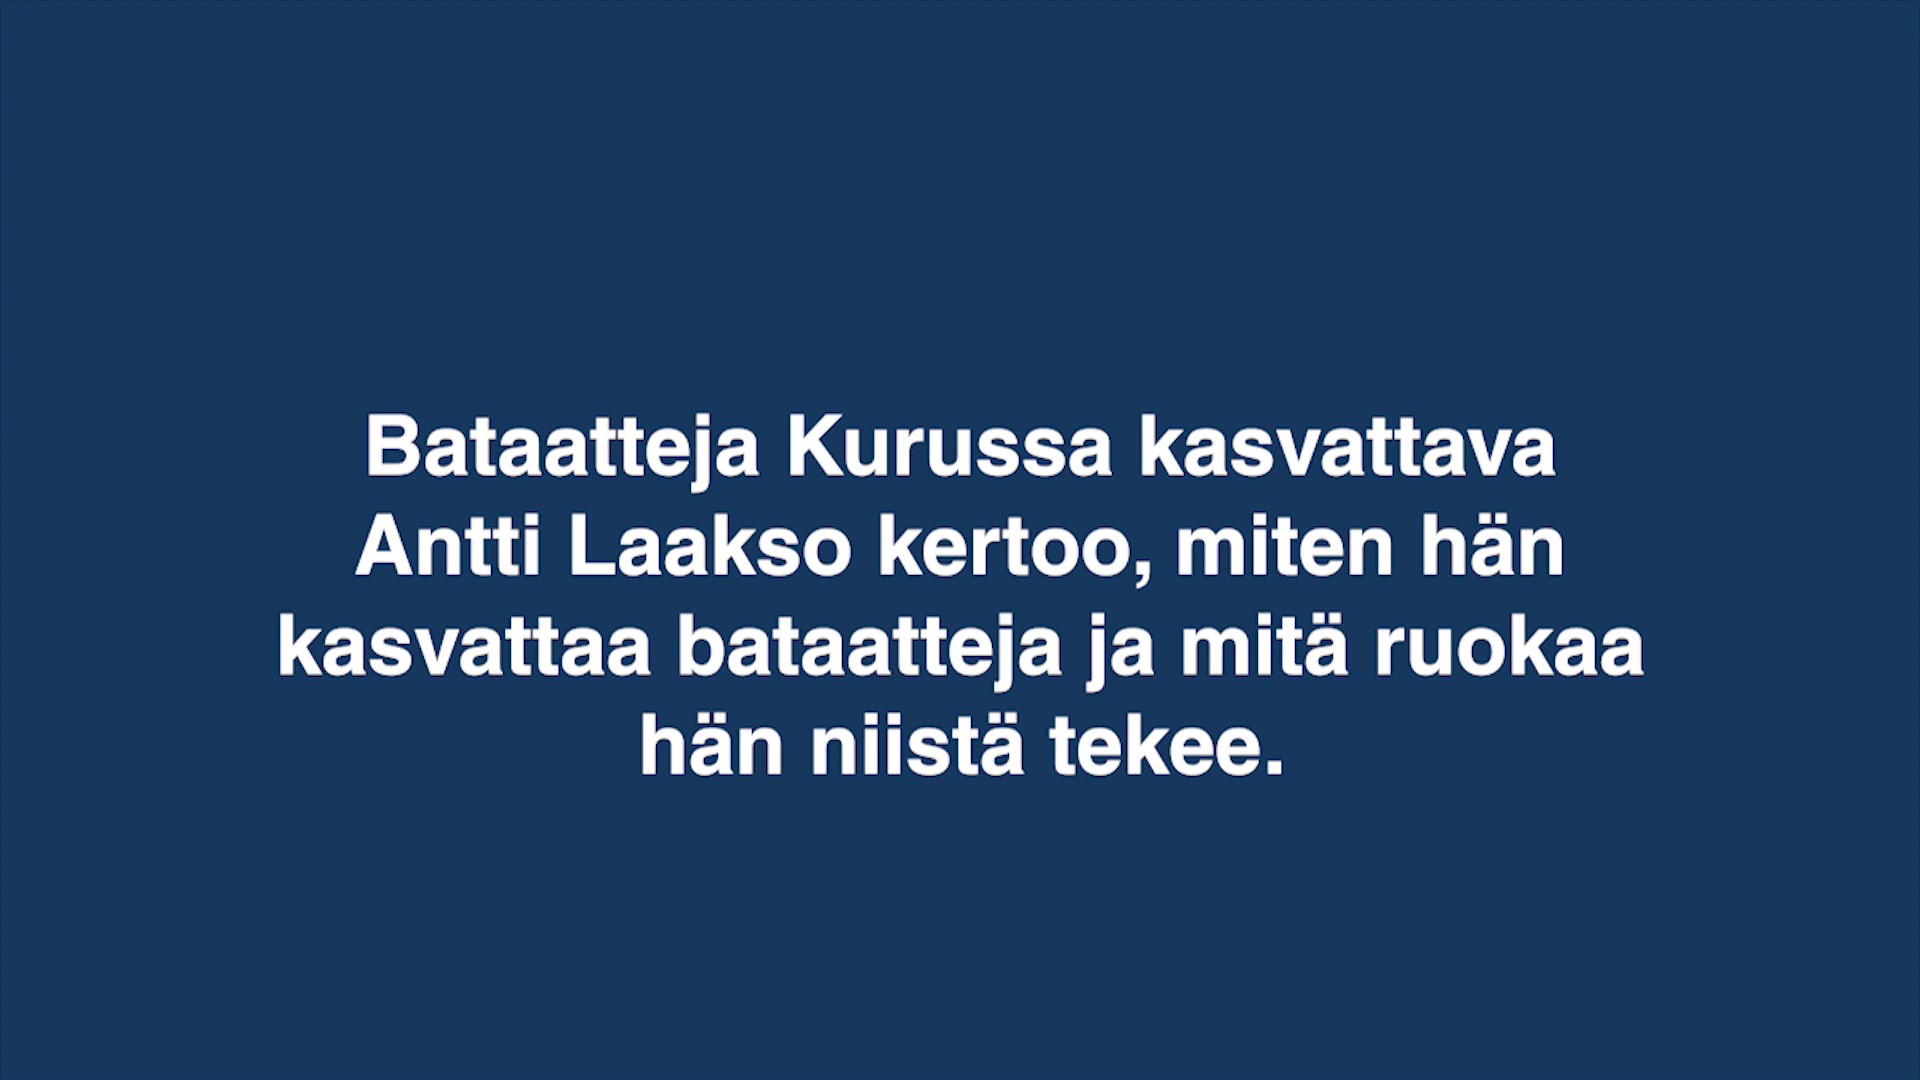 Bataatteja Kurussa kasvattava
Antti Laakso kertoo, miten hän
kasvattaa bataatteja ja mitä ruokaa
hän niistä tekee.